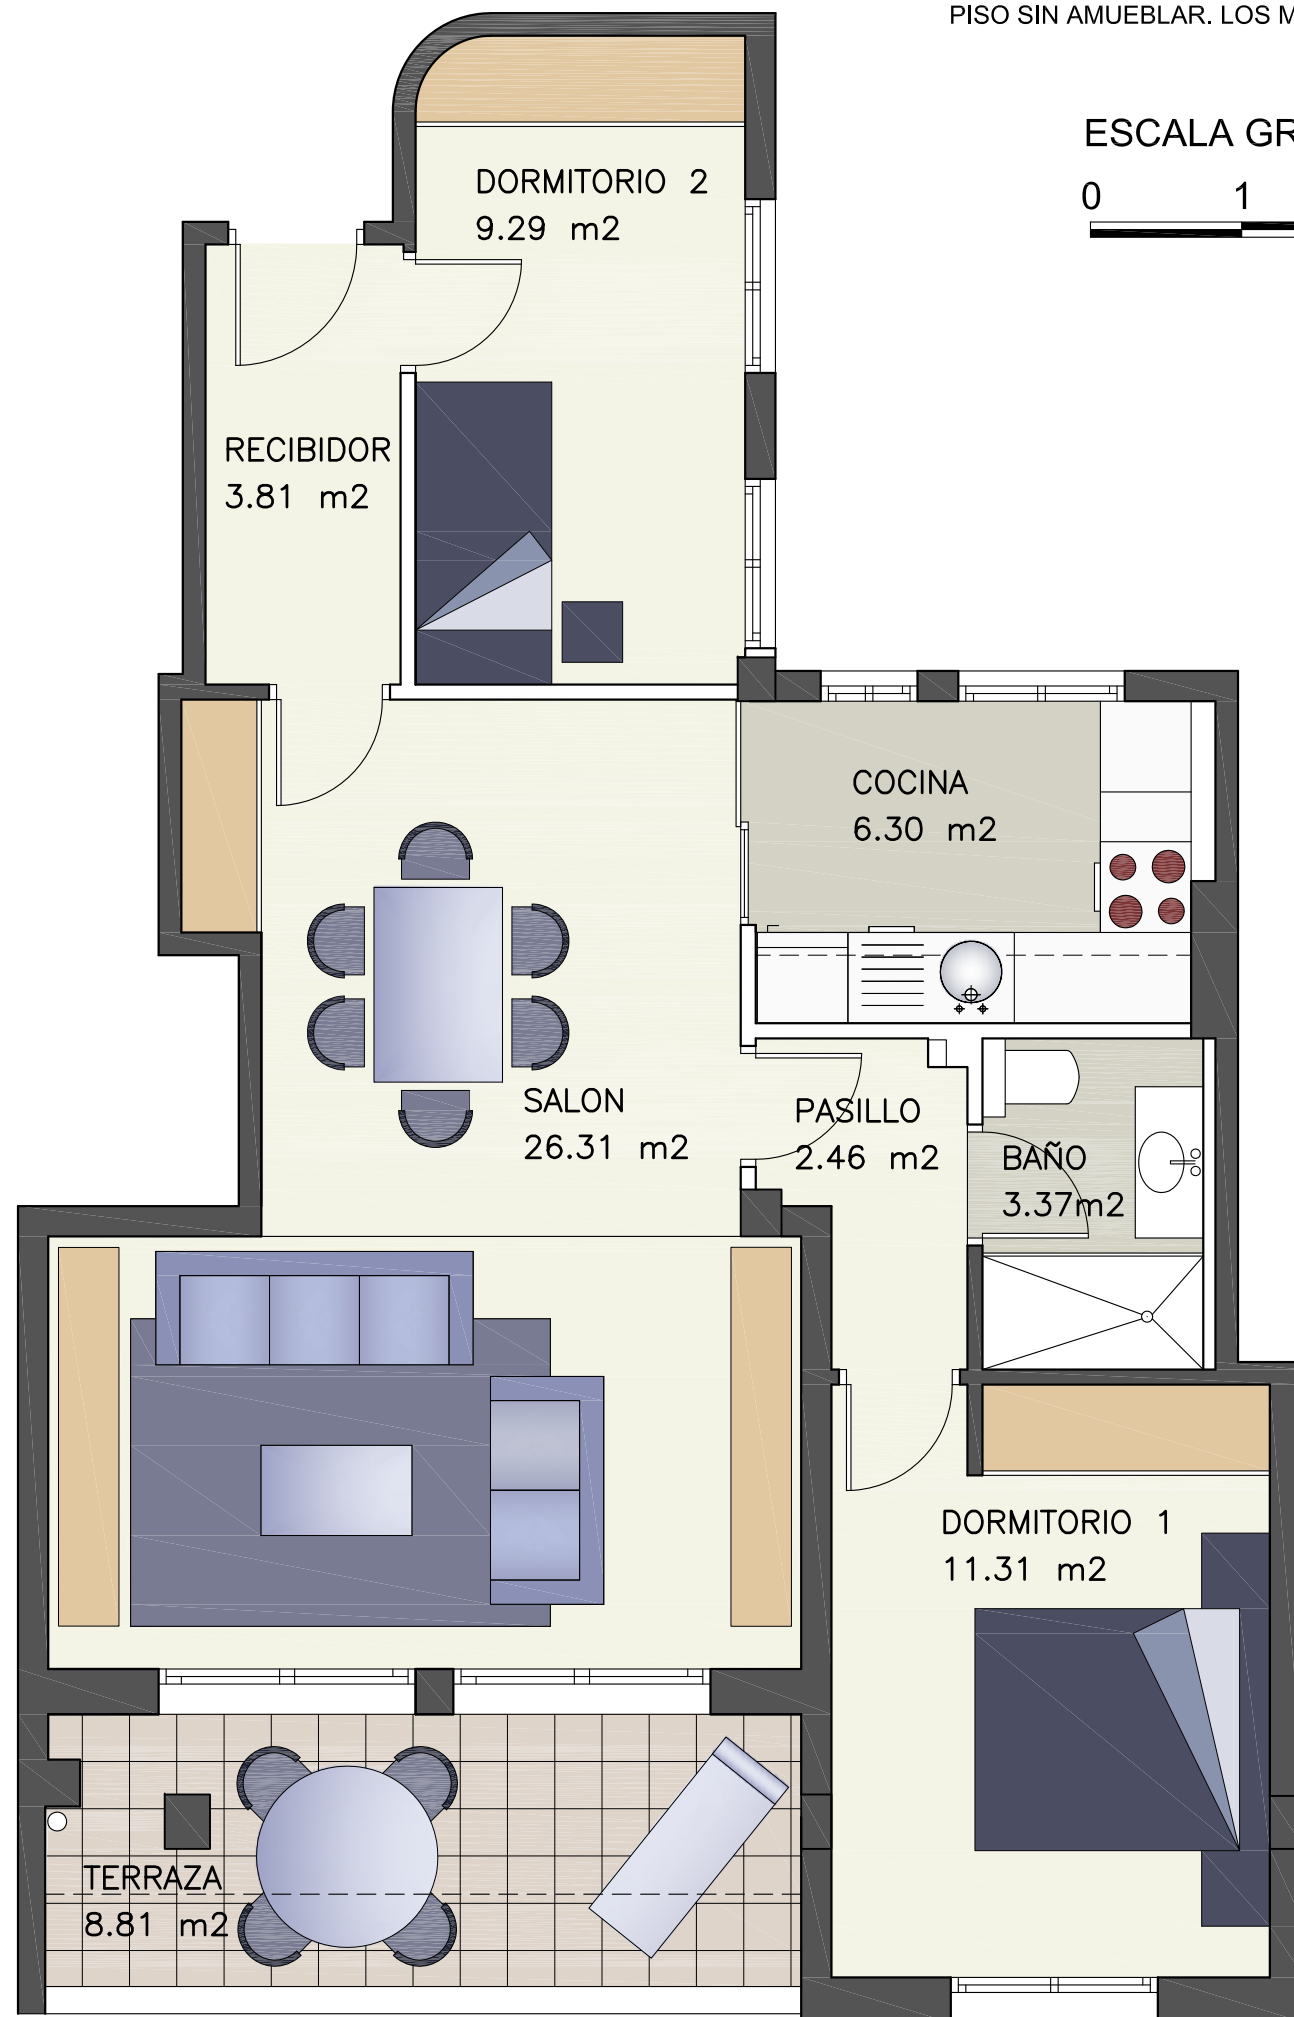 PISO SIN AMUEBLAR. LOS M
ESCALA GR
0 1
DORMITORIO 2
9.29 m2
RECIBIDOR
3.81 m2
COCINA
6.30 m2
SALON
26.31 m2
PASILLO
2.46 m2
BAÑO
3.37m2
DORMITORIO 1
11.31 m2
TERRAZA
8.81 m2